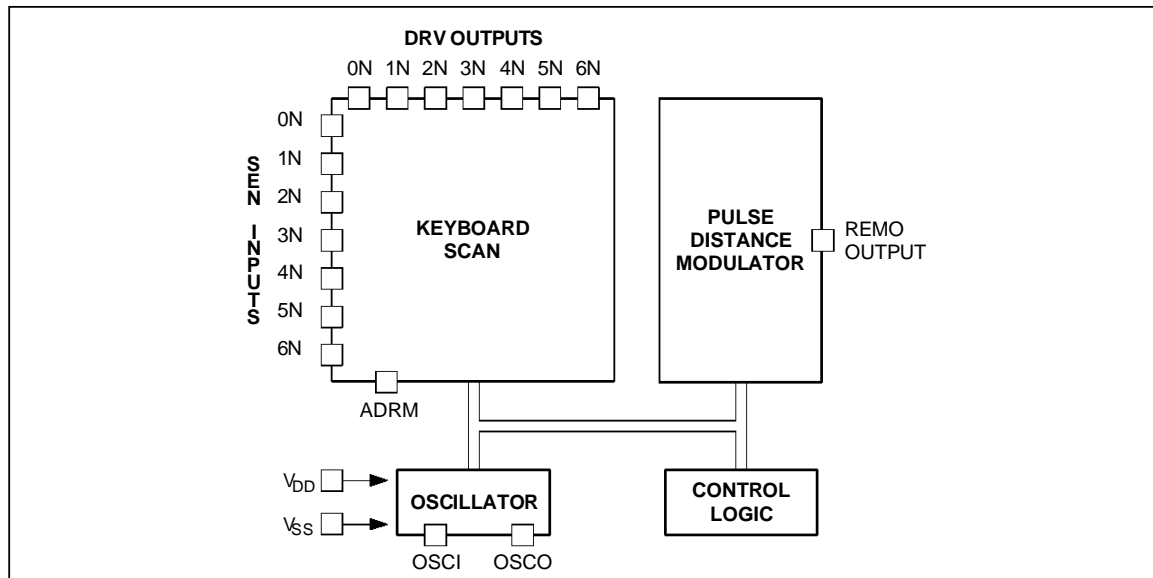 DRV OUTPUTS
0N 1N 2N 3N 4N 5N 6N
SEN INPUTS
0N
1N
2N
3N
4N
5N
6N
KEYBOARD
SCAN
ADRM
PULSE
DISTANCE
MODULATOR
REMO
OUTPUT
VDD
VSS
OSCILLATOR
OSCI OSCO
CONTROL
LOGIC